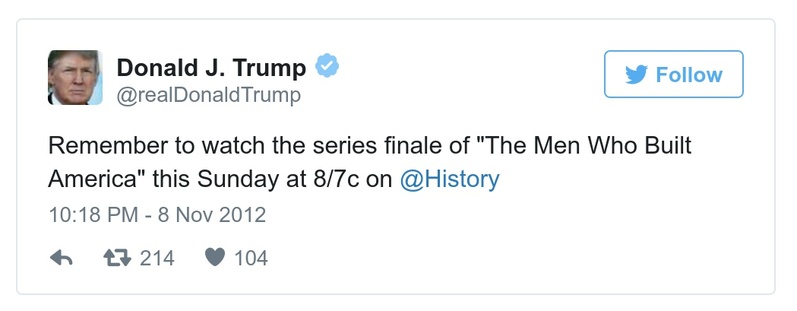 Donald J. Trump
@realDonaldTrump
Follow
Remember to watch the series finale of "The Men Who Built
America" this Sunday at 8/7c on @History
10:18 PM - 8 Nov 2012
214 104